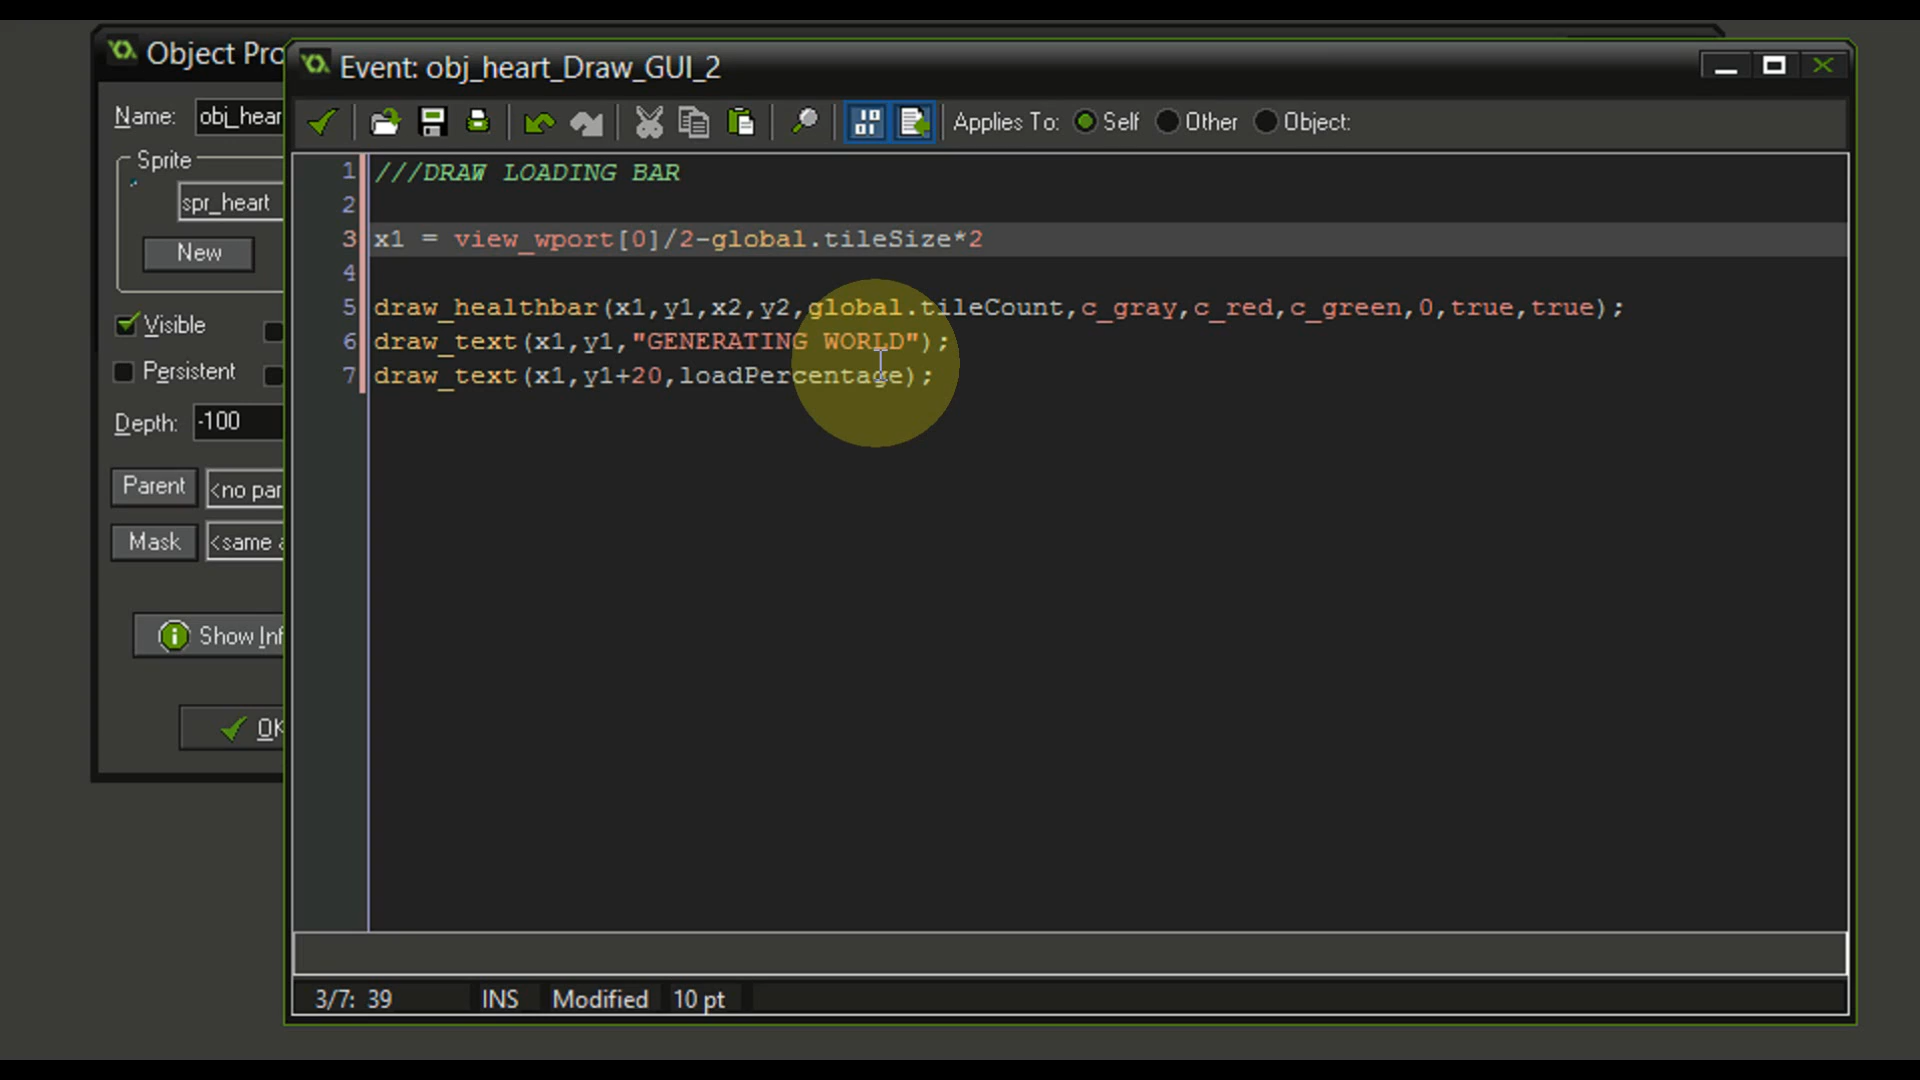 Object Pro
Event: obj_heart_Draw_GUI_2
Name: obj_hear
Applies To: Self Other Object:
Sprite
spr_heart
New
Visible
Persistent
Depth: -100
Parent <no par
Mask <same a
Show Inf
OK
1 ///DRAW LOADING BAR
2
3 x1 = view_wport[0]/2-global.tileSize*2
4
5 draw_healthbar(x1,y1,x2,y2,global.tileCount,c_gray,c_red,c_green,0,true,true);
6 draw_text(x1,y1,"GENERATING WORLD");
7 draw_text(x1,y1+20,loadPercentage);
3/7: 39 INS Modified 10 pt